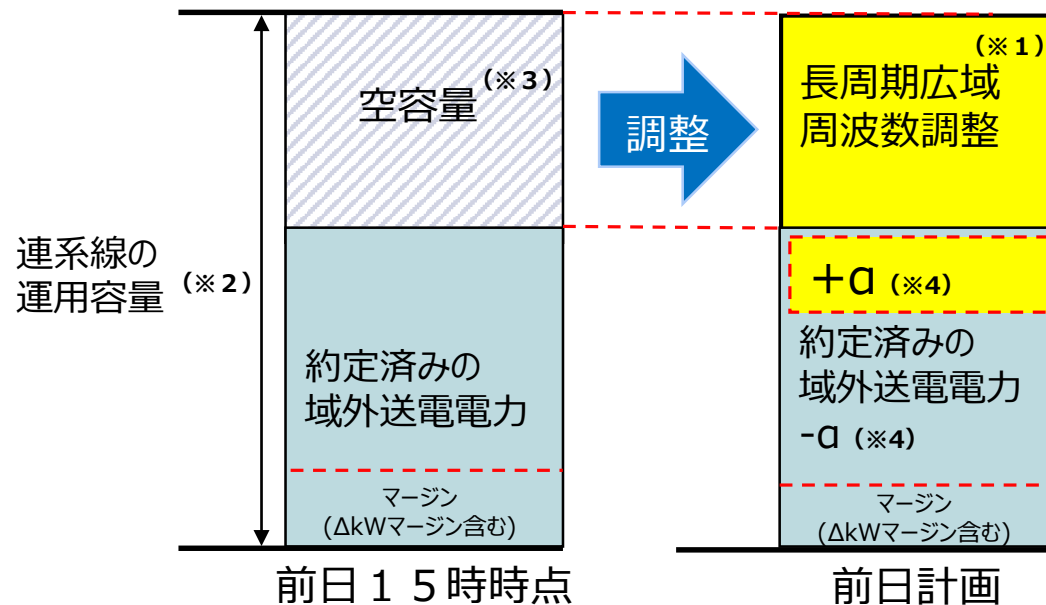 空容量(※3)
調整
(※1)
長周期広域
周波数調整
連系線の
運用容量 (※2)
+α (※4)
約定済みの
域外送電電力
約定済みの
域外送電電力
-α (※4)
マージン
(ΔkWマージン含む)
マージン
(ΔkWマージン含む)
前日15時時点
前日計画